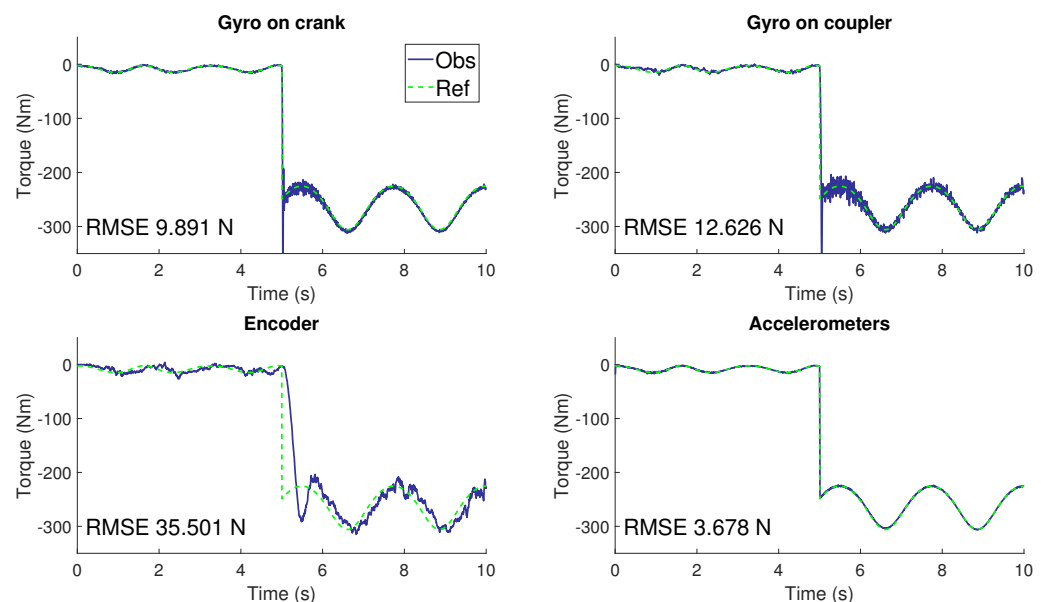 Gyro on crank
0
-100
-200
-300
Torque (Nm)
Obs
Ref
RMSE 9.891 N
0 2 4 6 8 10
Time (s)
Gyro on coupler
0
-100
-200
-300
Torque (Nm)
RMSE 12.626 N
0 2 4 6 8 10
Time (s)
Encoder
0
-100
-200
-300
Torque (Nm)
RMSE 35.501 N
0 2 4 6 8 10
Time (s)
Accelerometers
0
-100
-200
-300
Torque (Nm)
RMSE 3.678 N
0 2 4 6 8 10
Time (s)